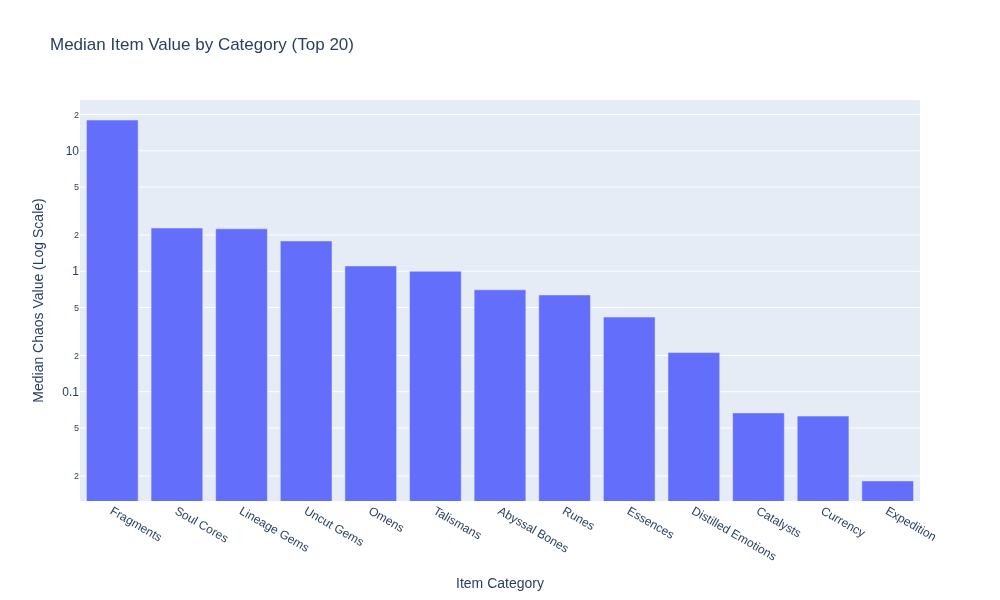 Median Item Value by Category (Top 20)
Median Chaos Value (Log Scale)
2
10
5
2
1
5
2
0.1
5
2
Fragments
Soul Cores
Lineage Gems
Uncut Gems
Omens
Talismans
Abyssal Bones
Runes
Essences
Distilled Emotions
Catalysts
Currency
Expedition
Item Category